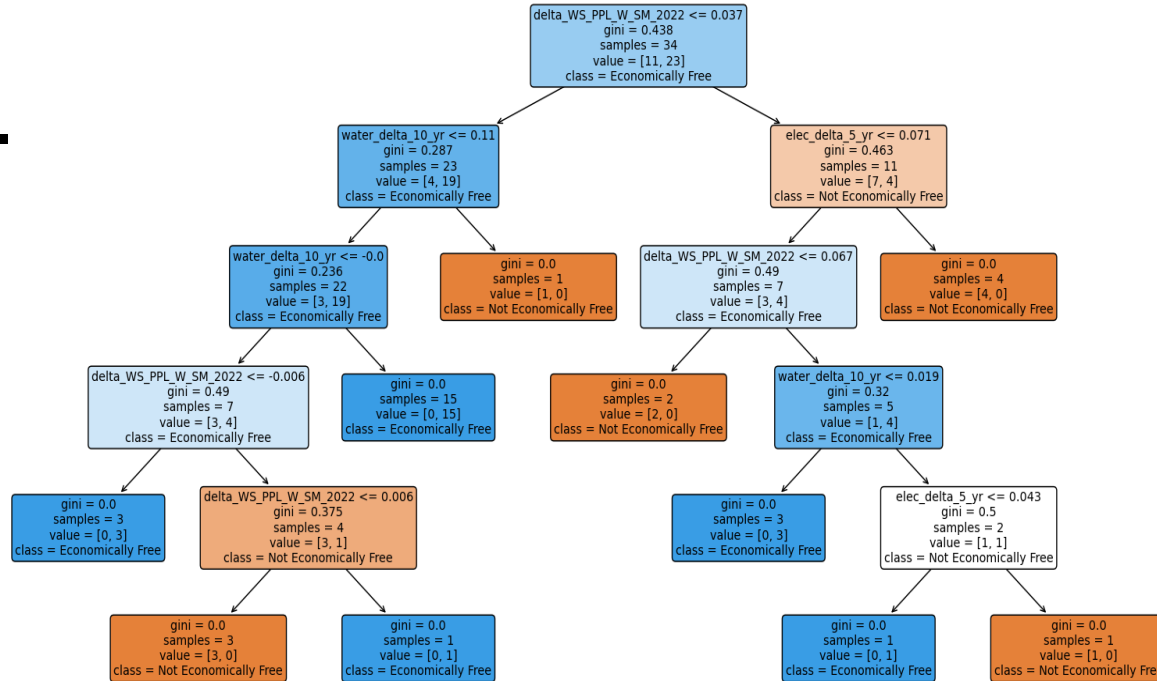 delta_WS_PPL_W_SM_2022 <= 0.037
gini = 0.438
samples = 34
value = [11, 23]
class = Economically Free
water_delta_10_yr <= 0.11
gini = 0.287
samples = 23
value = [4, 19]
class = Economically Free
elec_delta_5_yr <= 0.071
gini = 0.463
samples = 11
value = [7, 4]
class = Not Economically Free
water_delta_10_yr <= -0.0
gini = 0.236
samples = 22
value = [3, 19]
class = Economically Free
gini = 0.0
samples = 1
value = [1, 0]
class = Not Economically Free
delta_WS_PPL_W_SM_2022 <= 0.067
gini = 0.49
samples = 7
value = [3, 4]
class = Economically Free
gini = 0.0
samples = 4
value = [4, 0]
class = Not Economically Free
delta_WS_PPL_W_SM_2022 <= -0.006
gini = 0.49
samples = 7
value = [3, 4]
class = Economically Free
gini = 0.0
samples = 15
value = [0, 15]
class = Economically Free
gini = 0.0
samples = 2
value = [2, 0]
class = Not Economically Free
water_delta_10_yr <= 0.019
gini = 0.32
samples = 5
value = [1, 4]
class = Economically Free
gini = 0.0
samples = 3
value = [0, 3]
class = Economically Free
delta_WS_PPL_W_SM_2022 <= 0.006
gini = 0.375
samples = 4
value = [3, 1]
class = Not Economically Free
gini = 0.0
samples = 3
value = [0, 3]
class = Economically Free
elec_delta_5_yr <= 0.043
gini = 0.5
samples = 2
value = [1, 1]
class = Not Economically Free
gini = 0.0
samples = 3
value = [3, 0]
class = Not Economically Free
gini = 0.0
samples = 1
value = [0, 1]
class = Economically Free
gini = 0.0
samples = 1
value = [0, 1]
class = Economically Free
gini = 0.0
samples = 1
value = [1, 0]
class = Not Economically Free